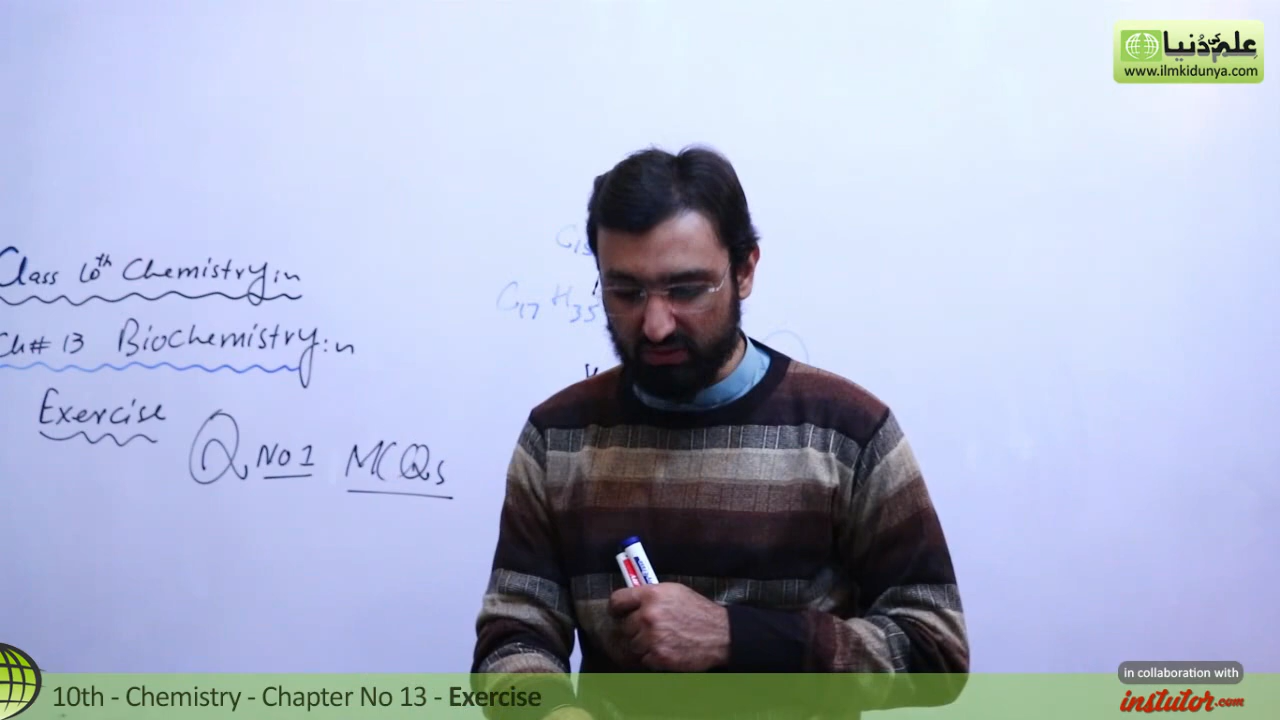 علم کی دنیا
www.ilmkidunya.com
Class 10th Chemistry:n
Ch# 13 Biochemistry:n
Exercise
Q No 1 MCQs
C15
C17 H35
10th - Chemistry - Chapter No 13 - Exercise
in collaboration with
instutor.com